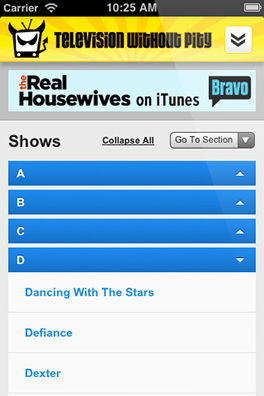 Carrier 10:25 AM
TELEVISION WITHOUT PITY
the Real
Housewives on iTunes Bravo
Shows Collapse All Go To Section
A
B
C
D
Dancing With The Stars
Defiance
Dexter